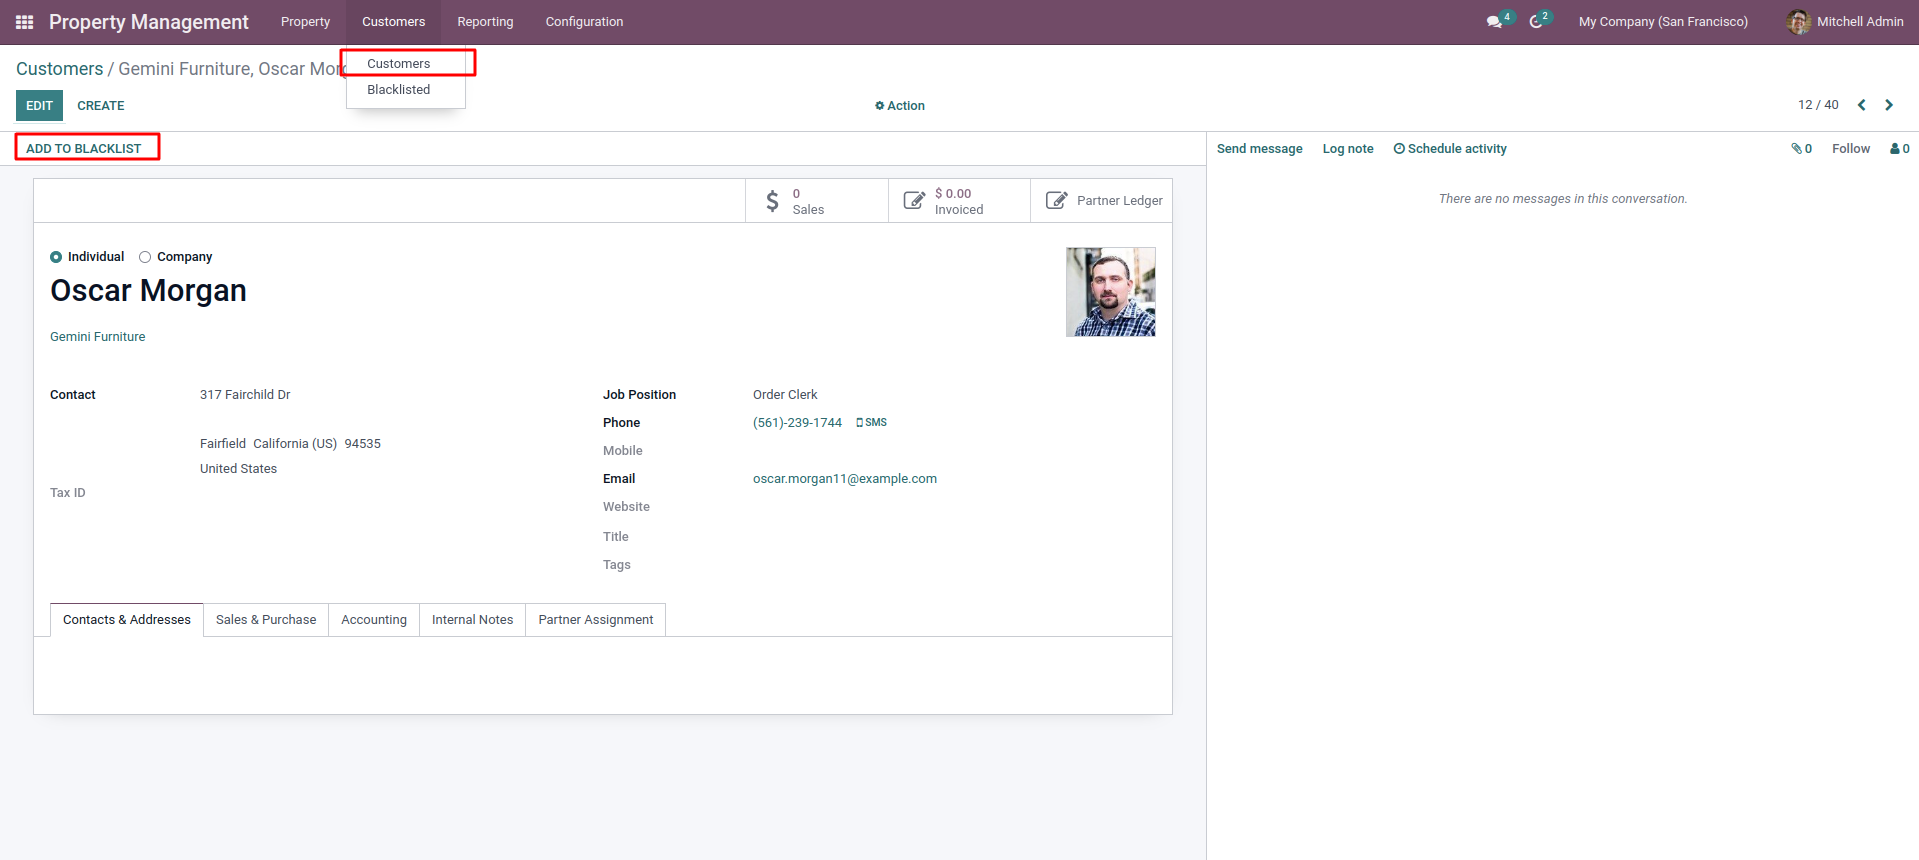 Property Management Property Customers Reporting Configuration 4 2 My Company (San Francisco) Mitchell Admin
Customers / Gemini Furniture, Oscar Mor
Customers
Blacklisted
EDIT CREATE Action 12 / 40
ADD TO BLACKLIST Send message Log note Schedule activity 0 Follow 0
0
Sales
$ 0.00
Invoiced
Partner Ledger
There are no messages in this conversation.
Individual Company
Oscar Morgan
Gemini Furniture
Contact 317 Fairchild Dr
Fairfield California (US) 94535
United States
Tax ID
Job Position Order Clerk
Phone (561)-239-1744 SMS
Mobile
Email oscar.morgan11@example.com
Website
Title
Tags
Contacts & Addresses Sales & Purchase Accounting Internal Notes Partner Assignment